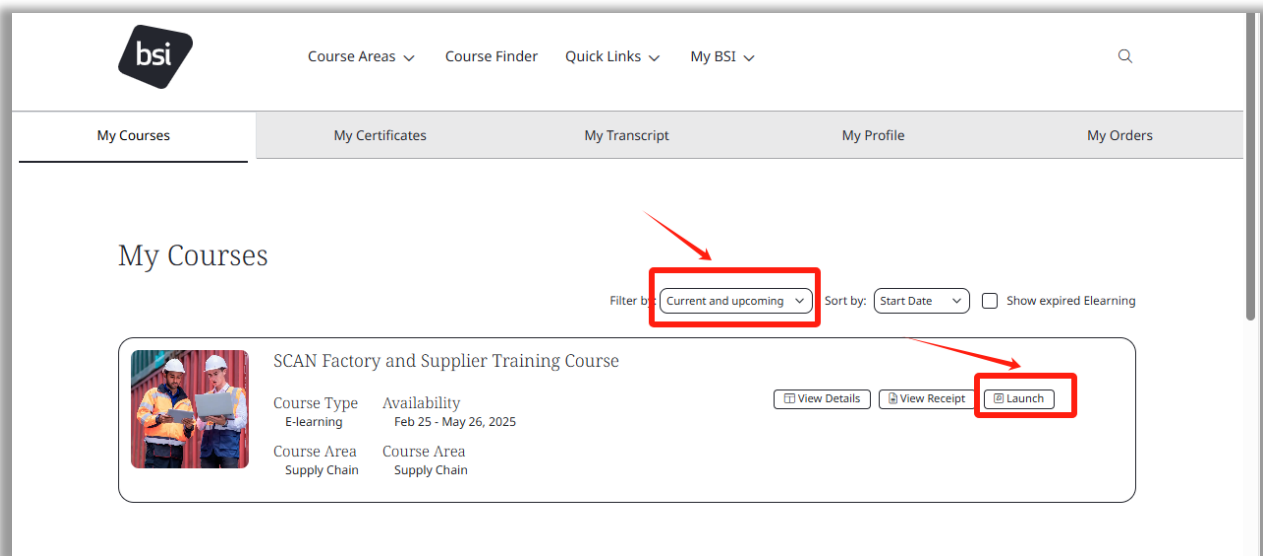 bsi
Course Areas Course Finder Quick Links My BSI
My Courses My Certificates My Transcript My Profile My Orders
My Courses
Filter by: Current and upcoming Sort by: Start Date Show expired Elearning
SCAN Factory and Supplier Training Course
Course Type Availability
E-learning Feb 25 - May 26, 2025
View Details View Receipt Launch
Course Area Course Area
Supply Chain Supply Chain